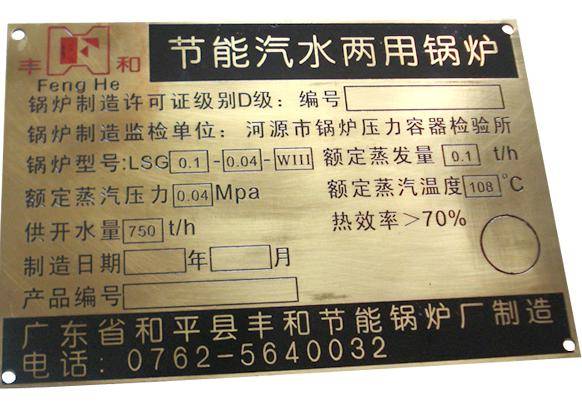 节能汽水两用锅炉
丰 和
Feng He
锅炉制造许可证级别D级：编号
锅炉制造监检单位：河源市锅炉压力容器检验所
锅炉型号:LSG 0.1-0.04-WIII 额定蒸发量 0.1 t/h
额定蒸汽压力 0.04 Mpa 额定蒸汽温度 108 ℃
供开水量 750 t/h 热效率>70%
制造日期 年 月
产品编号
广东省和平县丰和节能锅炉厂制造
电话：0762-5640032